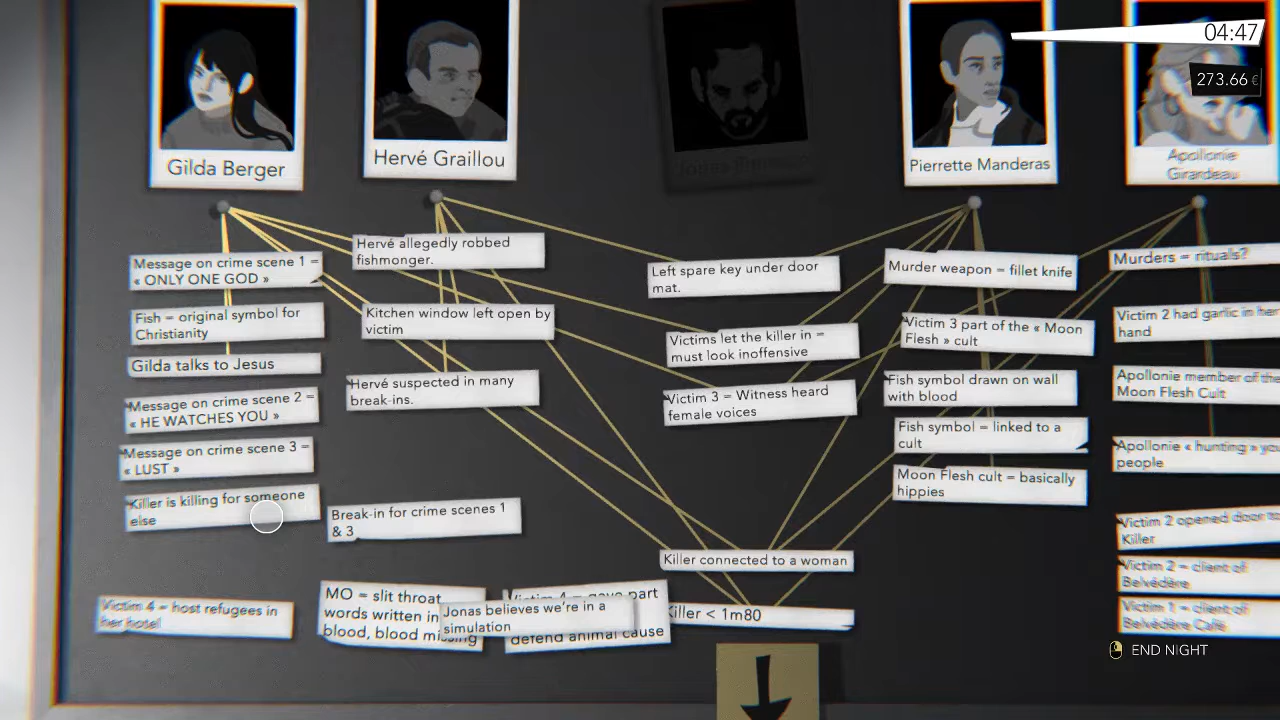 04:47
273.66 €
Gilda Berger
Hervé Graillou
Pierrette Manderas
Apollonie
Girardeau
Message on crime scene 1 =
« ONLY ONE GOD »
Fish = original symbol for
Christianity
Gilda talks to Jesus
Message on crime scene 2 =
« HE WATCHES YOU »
Message on crime scene 3 =
« LUST »
Killer is killing for someone
else
Victim 4 = host refugees in
her hotel
Hervé allegedly robbed
fishmonger.
Kitchen window left open by
victim
Hervé suspected in many
break-ins.
Break-in for crime scenes 1
& 3
MO = slit throat
words written in
blood, blood
Jonas believes we're in a
simulation
Victim 4 = gave part
defend animal cause
Left spare key under door
mat.
Victims let the killer in =
must look inoffensive
Victim 3 = Witness heard
female voices
Killer connected to a woman
Killer < 1m80
Murder weapon = fillet knife
Victim 3 part of the « Moon
Flesh » cult
Fish symbol drawn on wall
with blood
Fish symbol = linked to a
cult
Moon Flesh cult = basically
hippies
Murders = rituals?
Victim 2 had garlic in her
hand
Apollonie member of the
Moon Flesh Cult
Apollonie « hunting » you
people
Victim 2 opened door to
Killer
Victim 2 = client of
Belvédère
Victim 1 = client of
Belvédère Café
END NIGHT